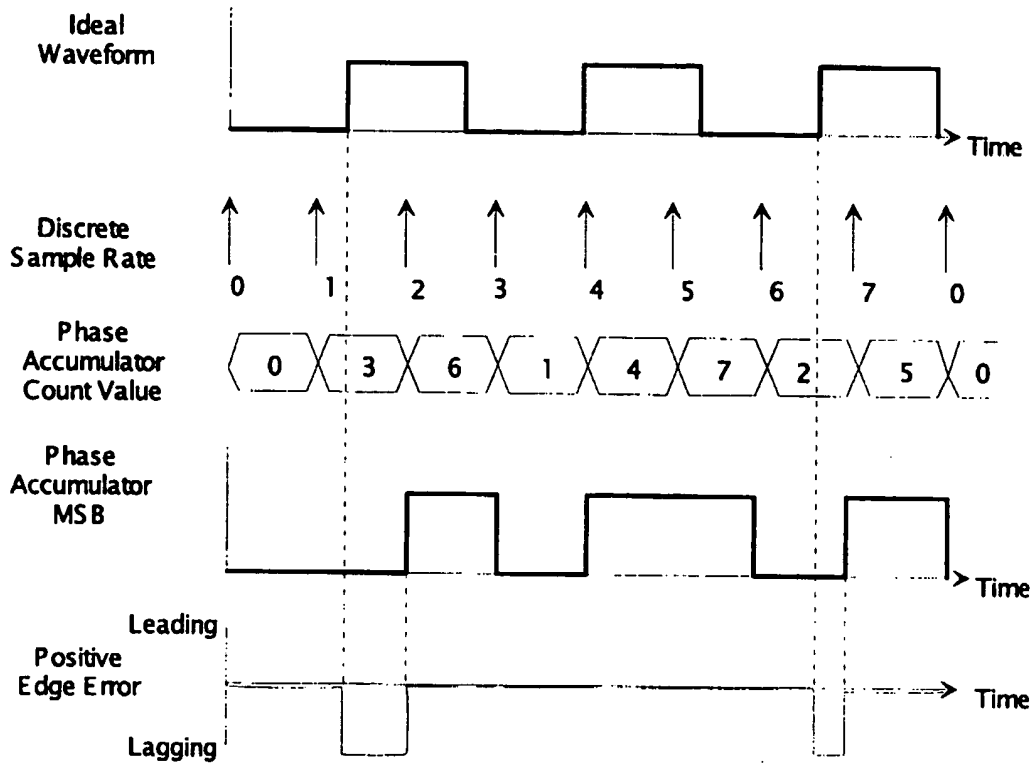 Ideal
Waveform
Time
Discrete
Sample Rate
0 1 2 3 4 5 6 7 0
Phase
Accumulator
Count Value
0 3 6 1 4 7 2 5 0
Phase
Accumulator
MSB
Time
Leading
Positive
Edge Error
Time
Lagging